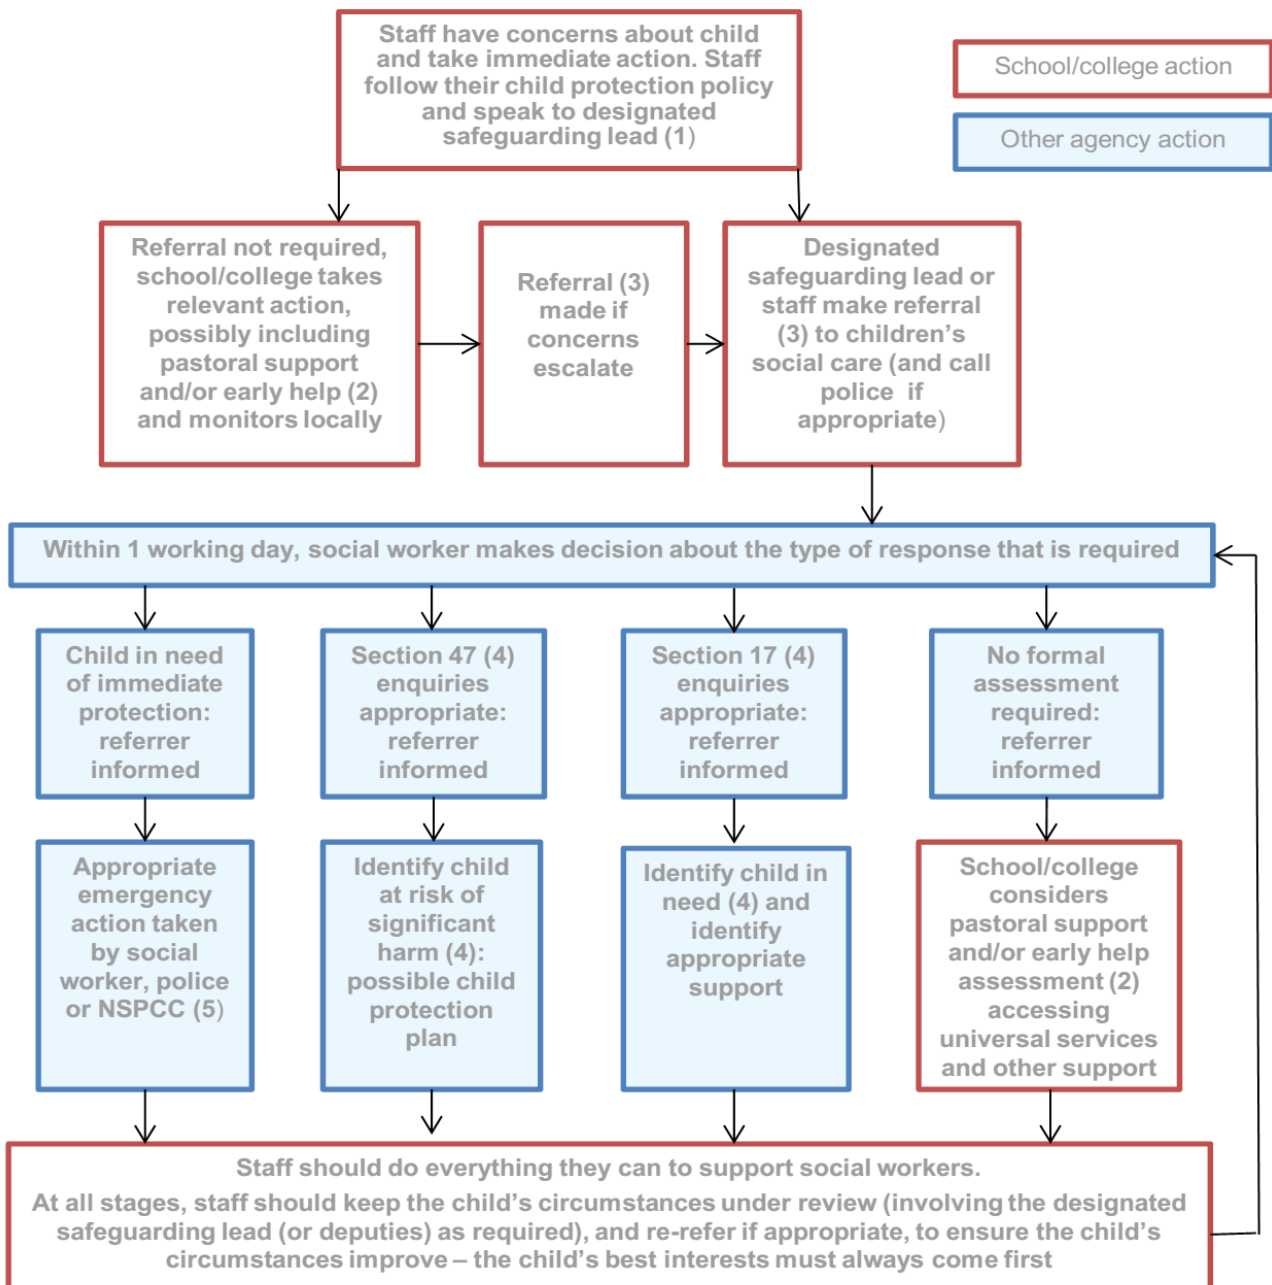 Staff have concerns about child
and take immediate action. Staff
follow their child protection policy
and speak to designated
safeguarding lead (1)
School/college action
Other agency action
Referral not required,
school/college takes
relevant action,
possibly including
pastoral support
and/or early help (2)
and monitors locally
Referral (3)
made if
concerns
escalate
Designated
safeguarding lead or
staff make referral
(3) to children’s
social care (and call
police if
appropriate)
Within 1 working day, social worker makes decision about the type of response that is required
Child in need
of immediate
protection:
referrer
informed
Section 47 (4)
enquiries
appropriate:
referrer
informed
Section 17 (4)
enquiries
appropriate:
referrer
informed
No formal
assessment
required:
referrer
informed
Appropriate
emergency
action taken
by social
worker, police
or NSPCC (5)
Identify child
at risk of
significant
harm (4):
possible child
protection
plan
Identify child in
need (4) and
identify
appropriate
support
School/college
considers
pastoral support
and/or early help
assessment (2)
accessing
universal services
and other support
Staff should do everything they can to support social workers.
At all stages, staff should keep the child’s circumstances under review (involving the designated
safeguarding lead (or deputies) as required), and re-refer if appropriate, to ensure the child’s
circumstances improve – the child’s best interests must always come first